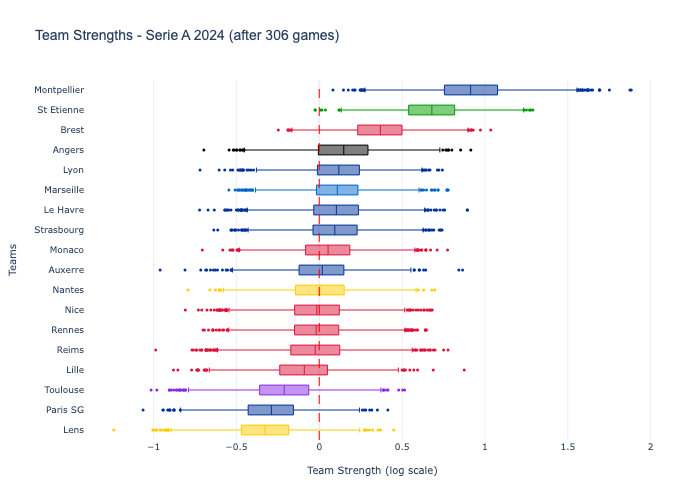 Team Strengths - Serie A 2024 (after 306 games)
Montpellier
St Etienne
Brest
Angers
Lyon
Marseille
Le Havre
Strasbourg
Monaco
Auxerre
Nantes
Nice
Rennes
Reims
Lille
Toulouse
Paris SG
Lens
Teams
−1 −0.5 0 0.5 1 1.5 2
Team Strength (log scale)